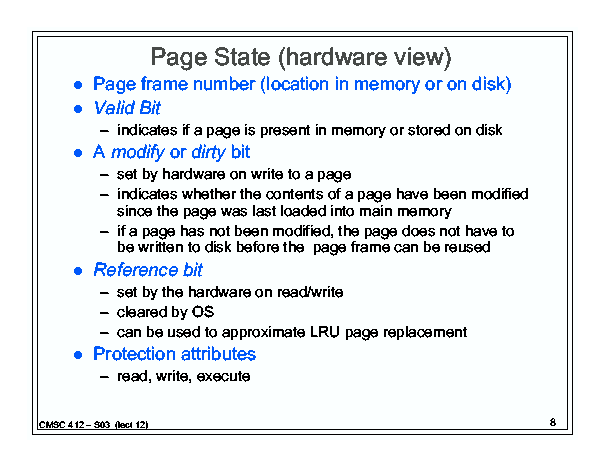 Page State (hardware view)
● Page frame number (location in memory or on disk)
● Valid Bit
– indicates if a page is present in memory or stored on disk
● A modify or dirty bit
– set by hardware on write to a page
– indicates whether the contents of a page have been modified
since the page was last loaded into main memory
– if a page has not been modified, the page does not have to
be written to disk before the page frame can be reused
● Reference bit
– set by the hardware on read/write
– cleared by OS
– can be used to approximate LRU page replacement
● Protection attributes
– read, write, execute
CMSC 412 – S03 (lect 12)
8